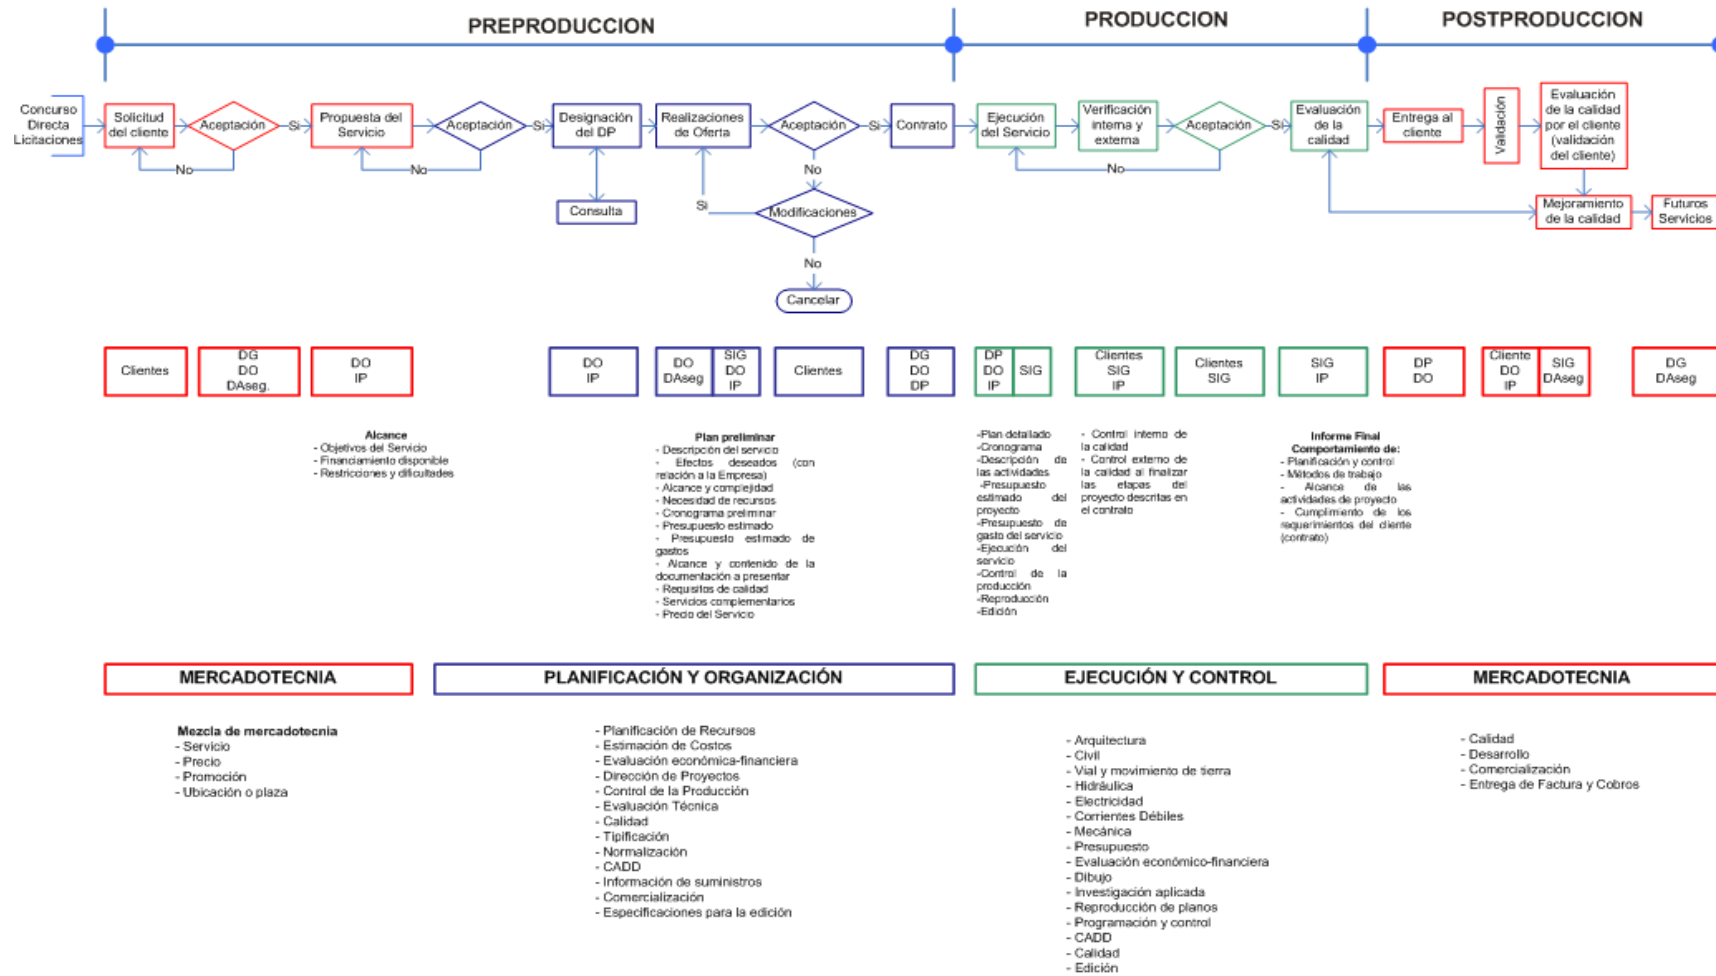 PREPRODUCCION
PRODUCCION
POSTPRODUCCION
Concurso
Directa
Licitaciones
Solicitud
del cliente
Aceptación
Si
No
Propuesta del
Servicio
Aceptación
Si
No
Designación
del DP
Consulta
Realizaciones
de Oferta
Aceptación
Si
No
Modificaciones
Si
No
Cancelar
Contrato
Ejecución
del Servicio
Verificación
interna y
externa
Aceptación
Si
No
Evaluación
de la
calidad
Entrega al
cliente
Validación
Evaluación
de la calidad
por el cliente
(validación
del cliente)
Mejoramiento
de la calidad
Futuros
Servicios
Clientes
DG
DO
DAseg.
DO
IP
DO
IP
DO
DAseg
SIG
DO
IP
Clientes
DG
DO
DP
DP
DO
IP
SIG
Clientes
SIG
IP
Clientes
SIG
SIG
IP
DP
DO
Cliente
DO
IP
SIG
DAseg
DG
DAseg
Alcance
- Objetivos del Servicio
- Financiamiento disponible
- Restricciones y dificultades
Plan preliminar
- Descripción del servicio
- Efectos deseados (con
relación a la Empresa)
- Alcance y complejidad
- Necesidad de recursos
- Cronograma preliminar
- Presupuesto estimado
- Presupuesto estimado de
gastos
- Alcance y contenido de la
documentación a presentar
- Requisitos de calidad
- Servicios complementarios
- Precio del Servicio
-Plan detallado
-Cronograma
-Descripción de
las actividades
-Presupuesto
estimado del
proyecto
-Presupuesto de
gasto del servicio
-Ejecución del
servicio
-Control de la
producción
-Reproducción
-Edición
- Control interno de
la calidad
- Control externo de
la calidad al finalizar
las etapas del
proyecto descritas en
el contrato
Informe Final
Comportamiento de:
- Planificación y control
- Métodos de trabajo
- Alcance de las
actividades de proyecto
- Cumplimiento de los
requerimientos del cliente
(contrato)
MERCADOTECNIA
PLANIFICACIÓN Y ORGANIZACIÓN
EJECUCIÓN Y CONTROL
MERCADOTECNIA
Mezcla de mercadotecnia
- Servicio
- Precio
- Promoción
- Ubicación o plaza
- Planificación de Recursos
- Estimación de Costos
- Evaluación económica-financiera
- Dirección de Proyectos
- Control de la Producción
- Evaluación Técnica
- Calidad
- Tipificación
- Normalización
- CADD
- Información de suministros
- Comercialización
- Especificaciones para la edición
- Arquitectura
- Civil
- Vial y movimiento de tierra
- Hidráulica
- Electricidad
- Corrientes Débiles
- Mecánica
- Presupuesto
- Evaluación económico-financiera
- Dibujo
- Investigación aplicada
- Reproducción de planos
- Programación y control
- CADD
- Calidad
- Edición
- Calidad
- Desarrollo
- Comercialización
- Entrega de Factura y Cobros